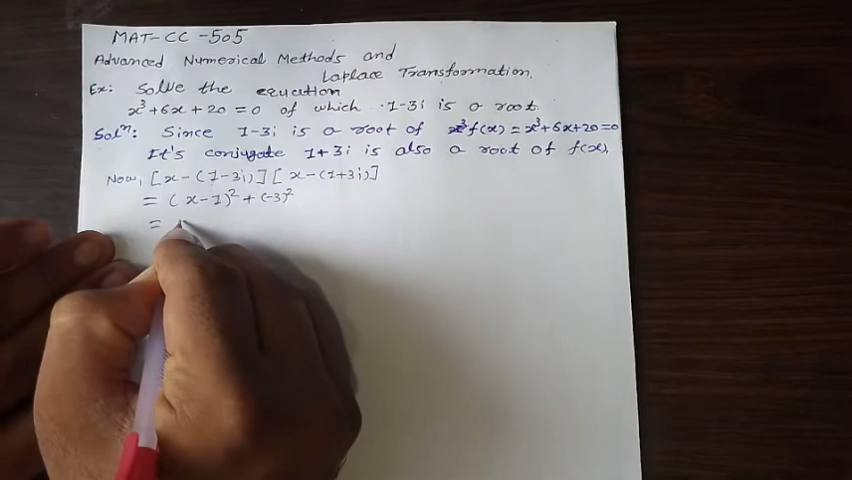 MAT-CC-505
Advanced Numerical Methods and
Laplace Transformation.
Ex: Solve the equation
x³+6x+20=0 of which 1-3i is a root.
Solⁿ: Since 1-3i is a root of f(x)=x³+6x+20=0
It's conjugate 1+3i is also a root of f(x).
Now, [x-(1-3i)][x-(1+3i)]
= (x-1)²+(-3)²
=